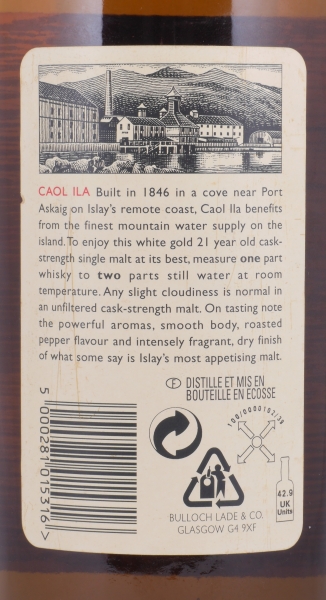 CAOL ILA Built in 1846 in a cove near Port
Askaig on Islay's remote coast, Caol Ila benefits
from the finest mountain water supply on the
island. To enjoy this white gold 21 year old cask-
strength single malt at its best, measure one part
whisky to two parts still water at room
temperature. Any slight cloudiness is normal in
an unfiltered cask-strength malt. On tasting note
the powerful aromas, smooth body, roasted
pepper flavour and intensely fragrant, dry finish
of what some say is Islay's most appetising malt.
F DISTILLE ET MIS EN
BOUTEILLE EN ECOSSE
100/0000152/39
42.9
UK
Units
BULLOCH LADE & CO.
GLASGOW G4 9XF
5 000281 015316 >